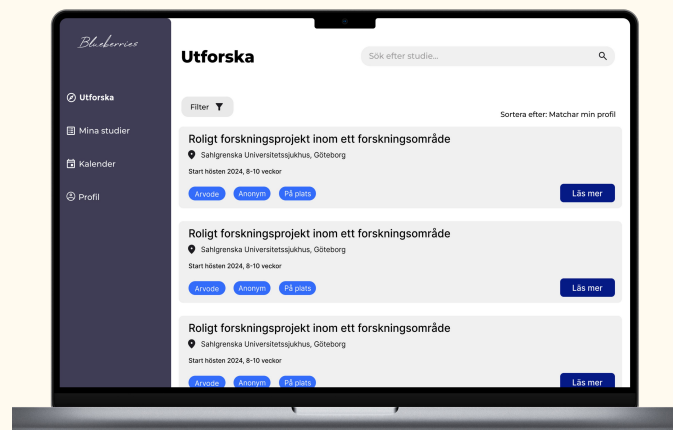 Blueberries
Utforska
Sök efter studie...
Utforska
Mina studier
Kalender
Profil
Filter
Sortera efter: Matchar min profil
Roligt forskningsprojekt inom ett forskningsområde
Sahlgrenska Universitetssjukhus, Göteborg
Start hösten 2024, 8-10 veckor
Arvode Anonym På plats Läs mer
Roligt forskningsprojekt inom ett forskningsområde
Sahlgrenska Universitetssjukhus, Göteborg
Start hösten 2024, 8-10 veckor
Arvode Anonym På plats Läs mer
Roligt forskningsprojekt inom ett forskningsområde
Sahlgrenska Universitetssjukhus, Göteborg
Start hösten 2024, 8-10 veckor
Arvode Anonym På plats Läs mer